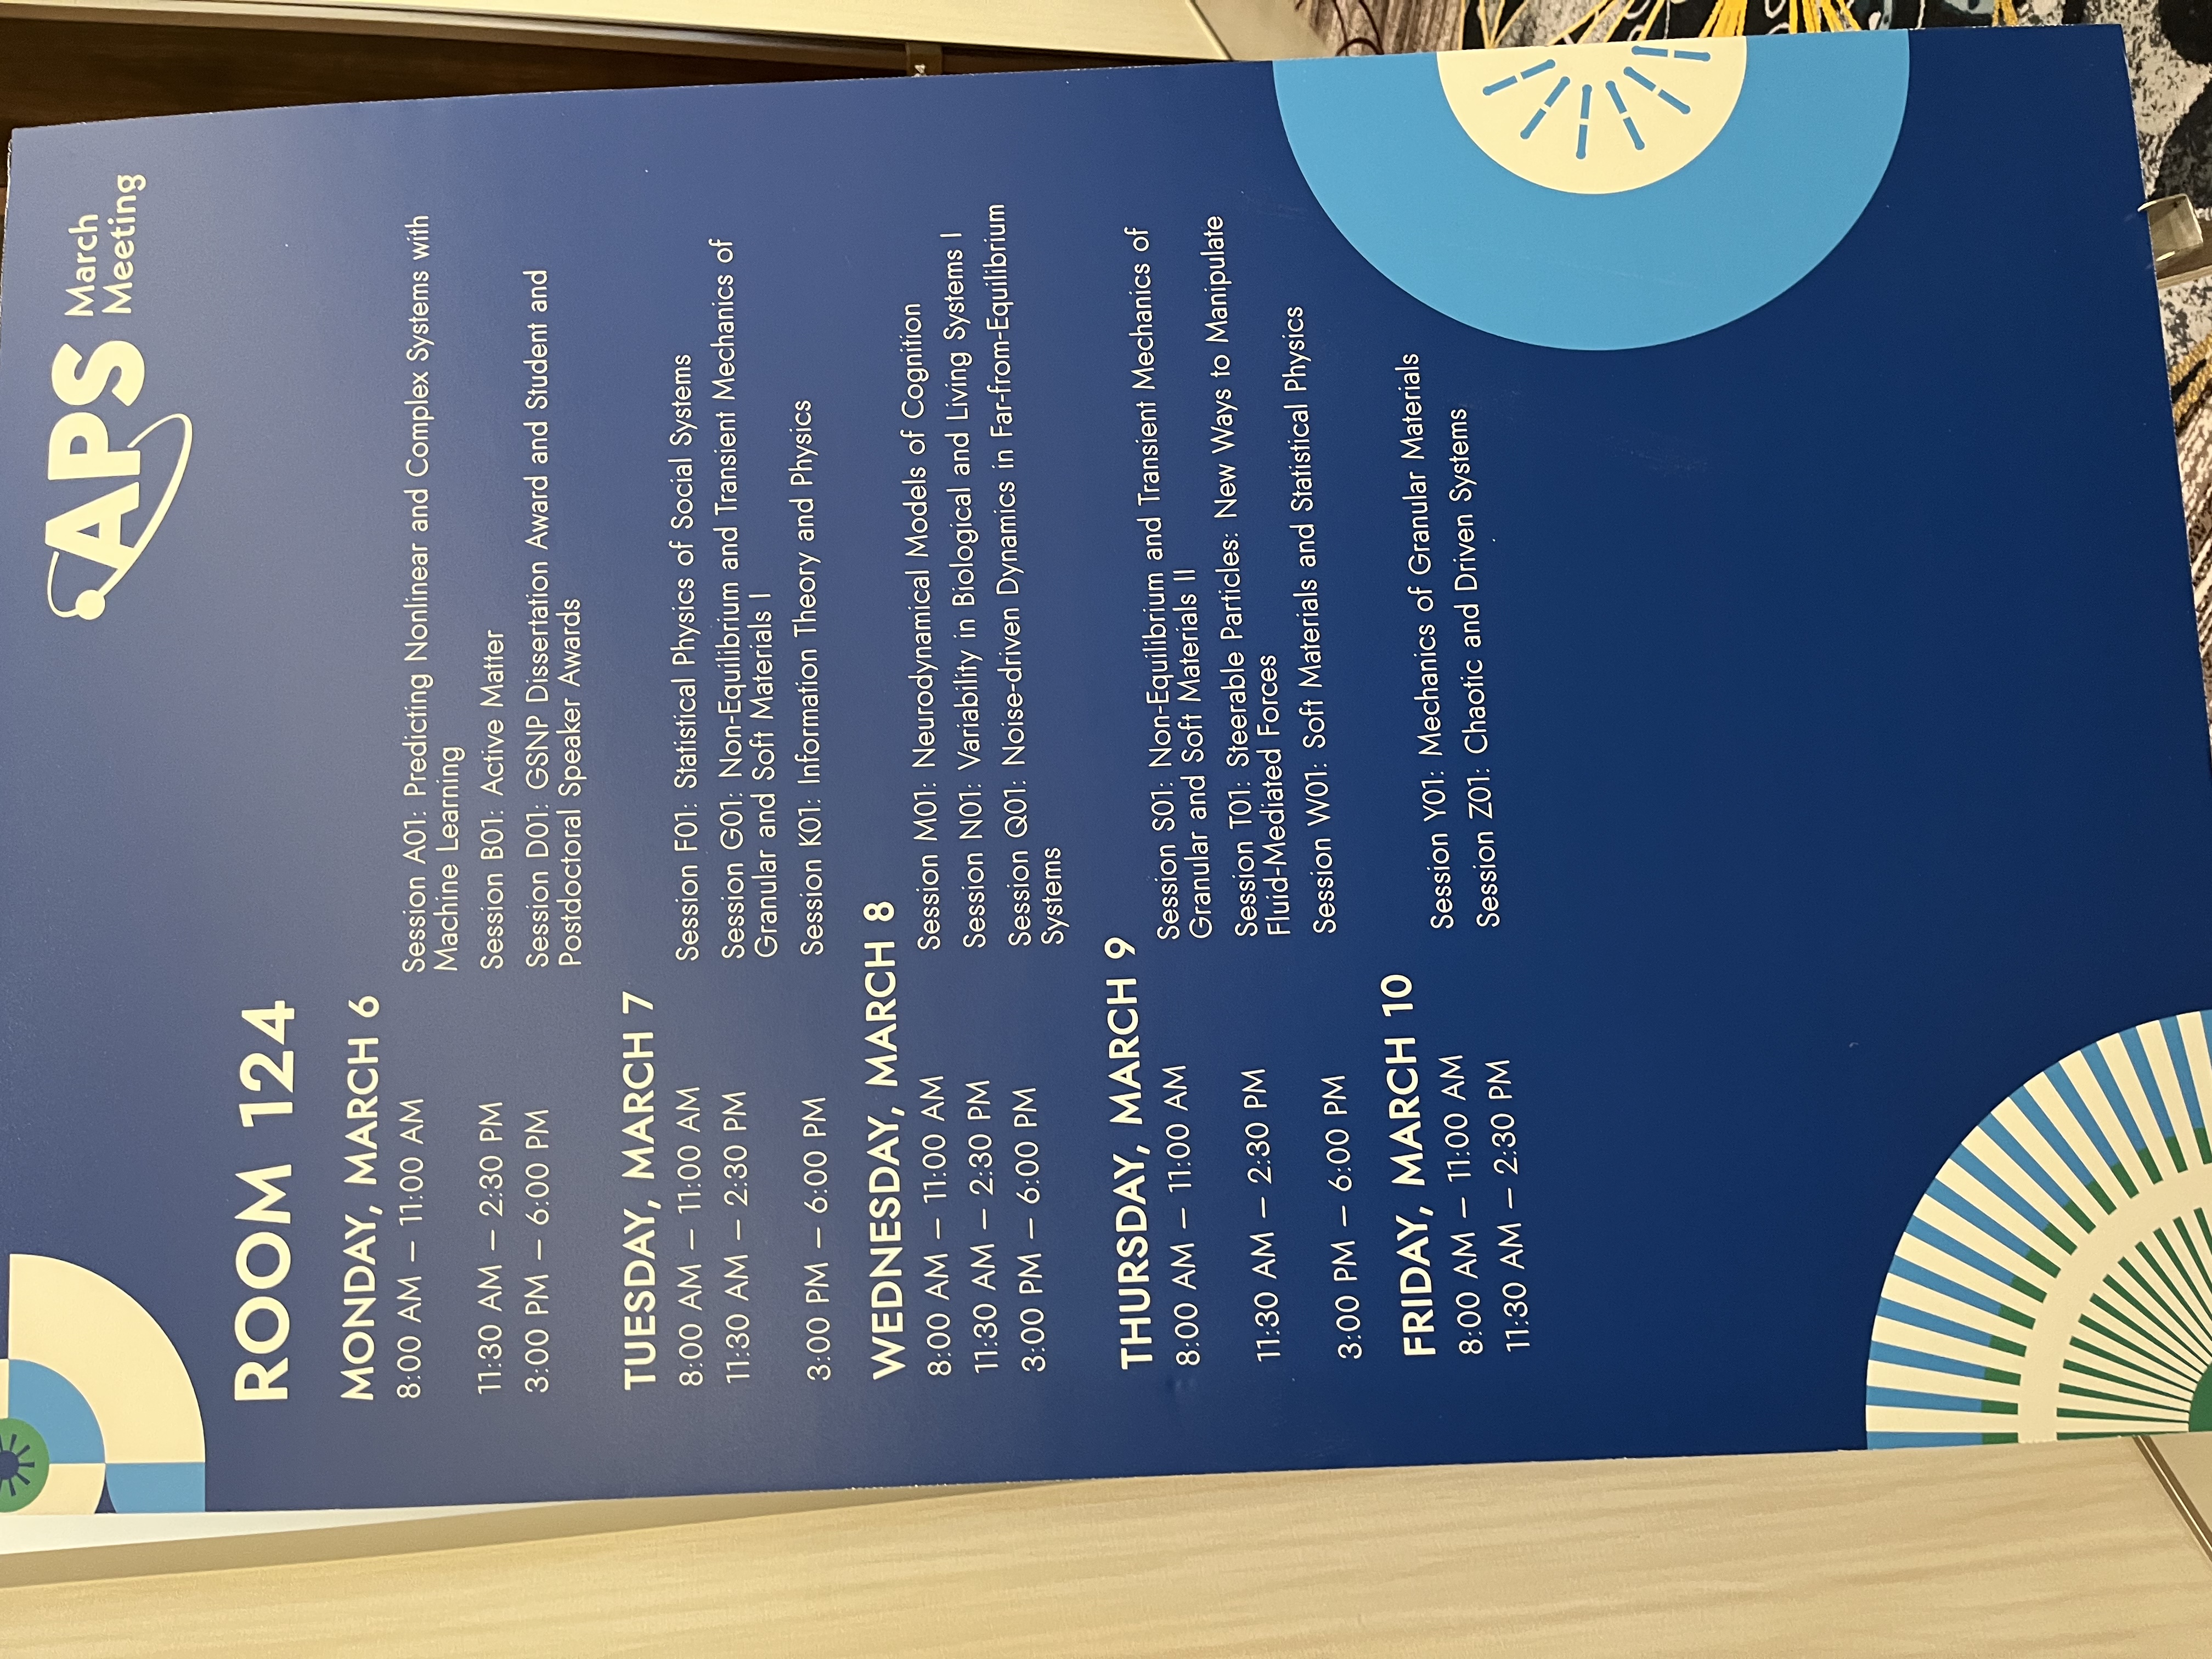 APS March
Meeting
ROOM 124
MONDAY, MARCH 6
8:00 AM – 11:00 AM Session A01: Predicting Nonlinear and Complex Systems with
Machine Learning
11:30 AM – 2:30 PM Session B01: Active Matter
3:00 PM – 6:00 PM Session D01: GSNP Dissertation Award and Student and
Postdoctoral Speaker Awards
TUESDAY, MARCH 7
8:00 AM – 11:00 AM Session F01: Statistical Physics of Social Systems
11:30 AM – 2:30 PM Session G01: Non-Equilibrium and Transient Mechanics of
Granular and Soft Materials I
3:00 PM – 6:00 PM Session K01: Information Theory and Physics
WEDNESDAY, MARCH 8
8:00 AM – 11:00 AM Session M01: Neurodynamical Models of Cognition
11:30 AM – 2:30 PM Session N01: Variability in Biological and Living Systems I
3:00 PM – 6:00 PM Session Q01: Noise-driven Dynamics in Far-from-Equilibrium
Systems
THURSDAY, MARCH 9
8:00 AM – 11:00 AM Session S01: Non-Equilibrium and Transient Mechanics of
Granular and Soft Materials II
11:30 AM – 2:30 PM Session T01: Steerable Particles: New Ways to Manipulate
Fluid-Mediated Forces
3:00 PM – 6:00 PM Session W01: Soft Materials and Statistical Physics
FRIDAY, MARCH 10
8:00 AM – 11:00 AM Session Y01: Mechanics of Granular Materials
11:30 AM – 2:30 PM Session Z01: Chaotic and Driven Systems